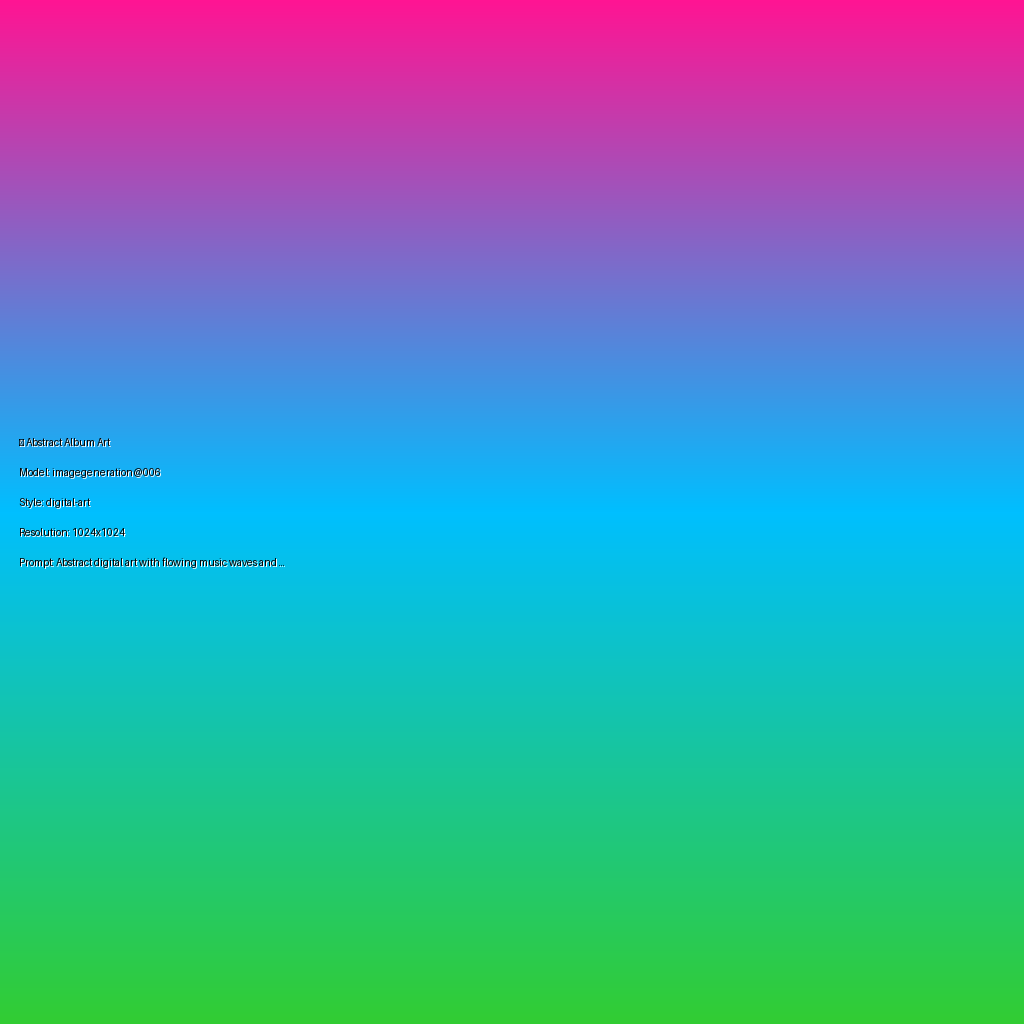 Abstract Album Art
Model: imagegeneration@006
Style: digital-art
Resolution: 1024x1024
Prompt: Abstract digital art with flowing music waves and ...